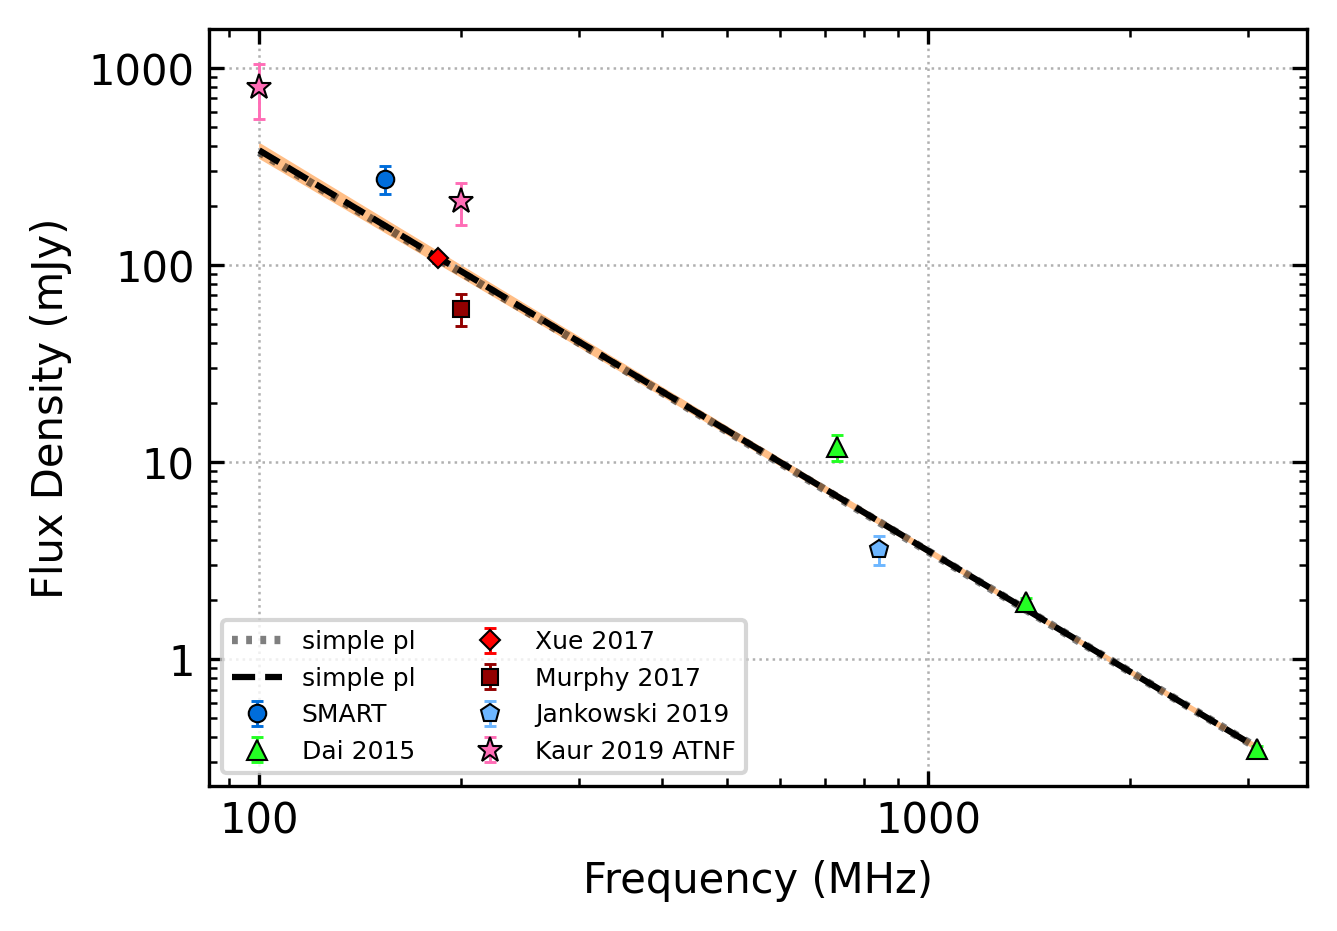 1000
100
10
1
Flux Density (mJy)
simple pl
simple pl
SMART
Dai 2015
Xue 2017
Murphy 2017
Jankowski 2019
Kaur 2019 ATNF
100
1000
Frequency (MHz)